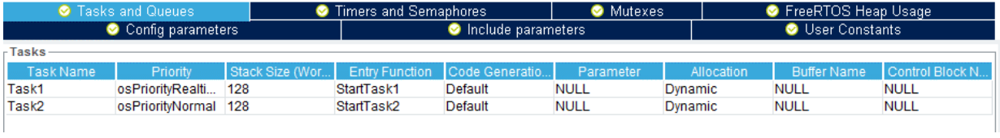 Tasks and Queues Timers and Semaphores Mutexes FreeRTOS Heap Usage
Config parameters Include parameters User Constants
Tasks
Task Name Priority Stack Size (Wor... Entry Function Code Generatio... Parameter Allocation Buffer Name Control Block N...
Task1 osPriorityRealti... 128 StartTask1 Default NULL Dynamic NULL NULL
Task2 osPriorityNormal 128 StartTask2 Default NULL Dynamic NULL NULL